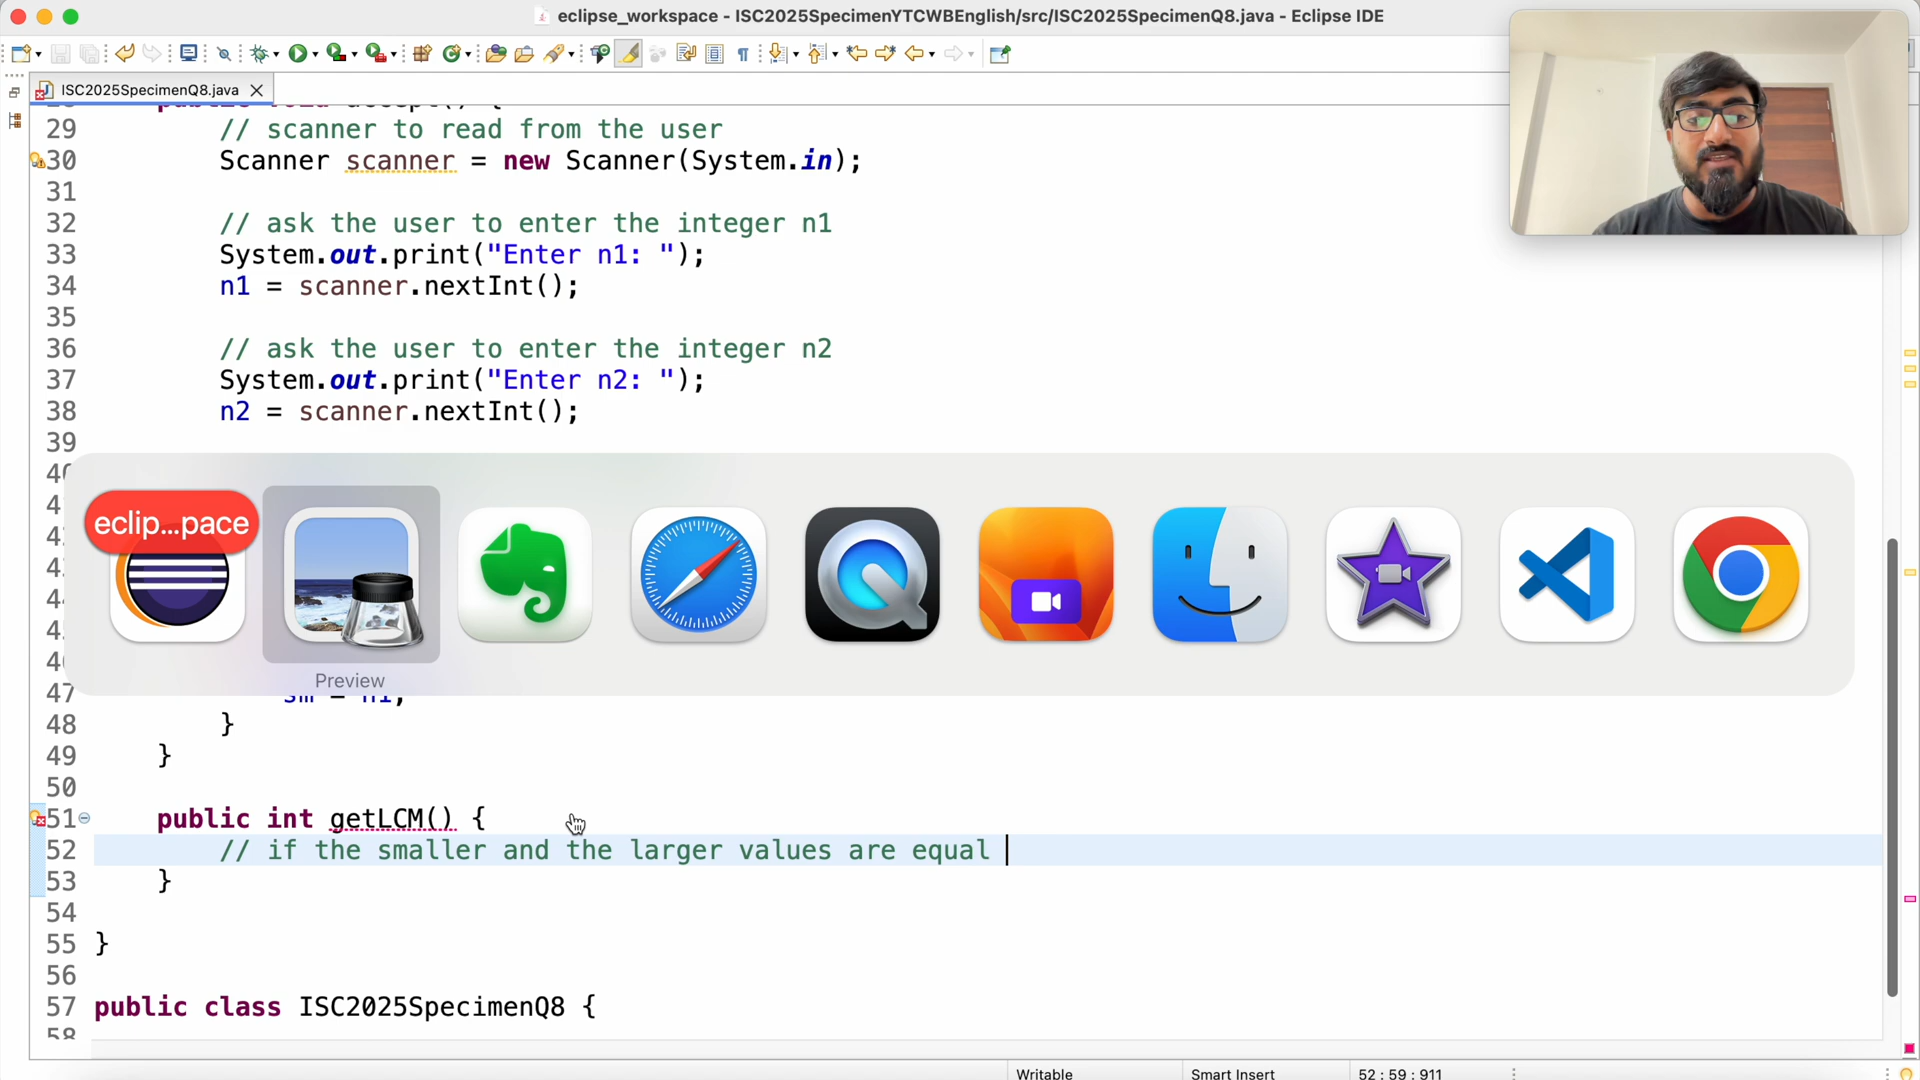 eclipse_workspace - ISC2025SpecimenYTCWBEnglish/src/ISC2025SpecimenQ8.java - Eclipse IDE
ISC2025SpecimenQ8.java
public void accept() {
29 // scanner to read from the user
30 Scanner scanner = new Scanner(System.in);
31
32 // ask the user to enter the integer n1
33 System.out.print("Enter n1: ");
34 n1 = scanner.nextInt();
35
36 // ask the user to enter the integer n2
37 System.out.print("Enter n2: ");
38 n2 = scanner.nextInt();
39
eclip...pace
Preview
47 sm = n1;
48 }
49 }
50
51 public int getLCM() {
52 // if the smaller and the larger values are equal
53 }
54
55 }
56
57 public class ISC2025SpecimenQ8 {
58
Writable Smart Insert 52 : 59 : 911